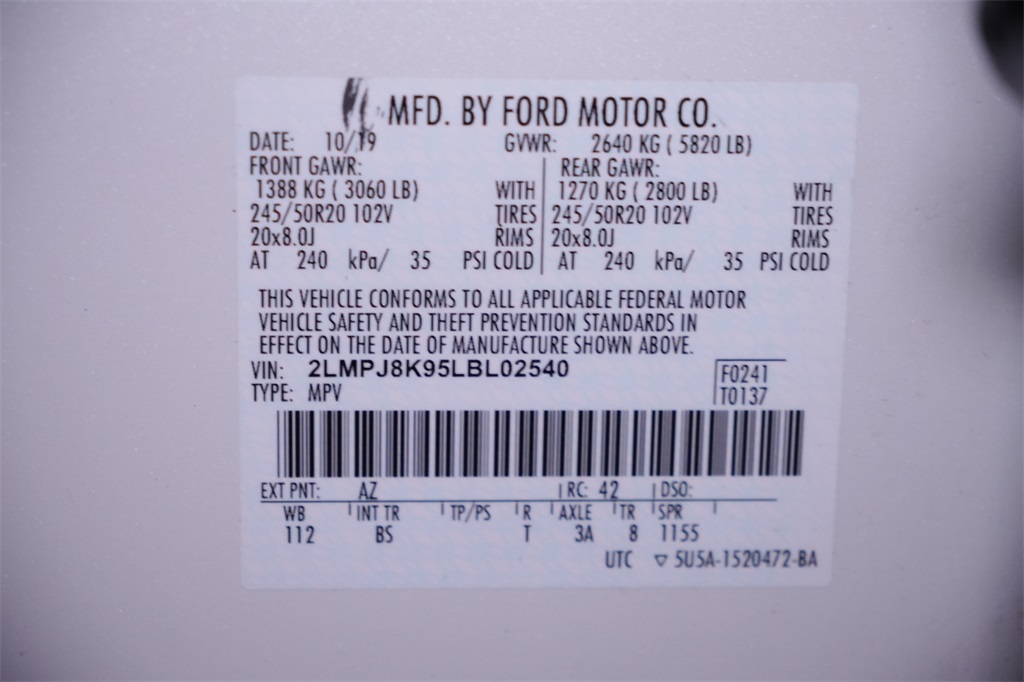 MFD. BY FORD MOTOR CO.
DATE: 10/19 GVWR: 2640 KG ( 5820 LB)
FRONT GAWR: REAR GAWR:
1388 KG ( 3060 LB) WITH 1270 KG ( 2800 LB) WITH
245/50R20 102V TIRES 245/50R20 102V TIRES
20x8.0J RIMS 20x8.0J RIMS
AT 240 kPa/ 35 PSI COLD AT 240 kPa/ 35 PSI COLD
THIS VEHICLE CONFORMS TO ALL APPLICABLE FEDERAL MOTOR
VEHICLE SAFETY AND THEFT PREVENTION STANDARDS IN
EFFECT ON THE DATE OF MANUFACTURE SHOWN ABOVE.
VIN: 2LMPJ8K95LBL02540 F0241
TYPE: MPV T0137
EXT PNT: AZ RC: 42 DSO:
WB INT TR TP/PS R AXLE TR SPR
112 BS T 3A 8 1155
UTC ▽ 5U5A-1520472-BA